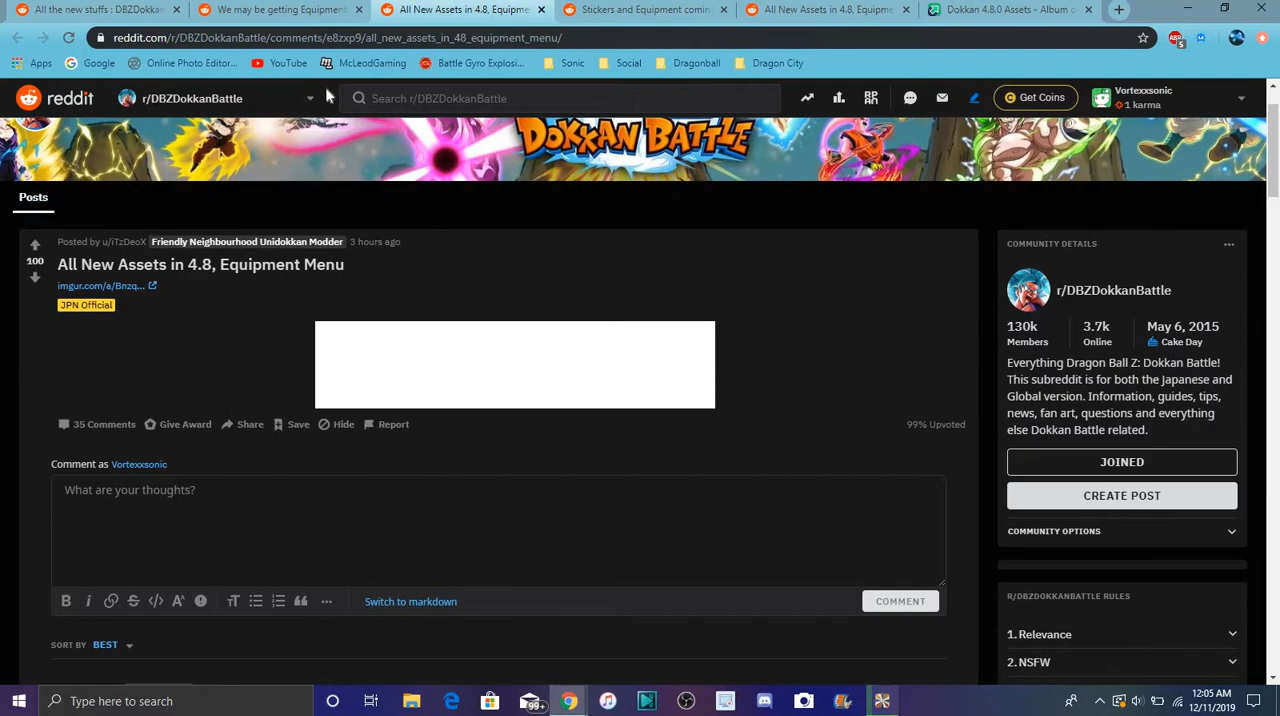 All the new stuffs : DBZDokkan
We may be getting Equipment
All New Assets in 4.8, Equipme
Stickers and Equipment comin
All New Assets in 4.8, Equipme
Dokkan 4.8.0 Assets - Album o
reddit.com/r/DBZDokkanBattle/comments/e8zxp9/all_new_assets_in_48_equipment_menu/
5
Apps Google Online Photo Editor... YouTube McLeodGaming Battle Gyro Explosi... Sonic Social Dragonball Dragon City
reddit r/DBZDokkanBattle Search r/DBZDokkanBattle Get Coins Vortexxsonic
1 karma
DOKKAN BATTLE
Posts
Posted by u/iTzDeoX Friendly Neighbourhood Unidokkan Modder 3 hours ago
100
All New Assets in 4.8, Equipment Menu
imgur.com/a/Bnzq...
JPN Official
35 Comments Give Award Share Save Hide Report 99% Upvoted
Comment as Vortexxsonic
What are your thoughts?
Switch to markdown
COMMENT
SORT BY BEST
COMMUNITY DETAILS
r/DBZDokkanBattle
130k 3.7k May 6, 2015
Members Online Cake Day
Everything Dragon Ball Z: Dokkan Battle!
This subreddit is for both the Japanese and
Global version. Information, guides, tips,
news, fan art, questions and everything
else Dokkan Battle related.
JOINED
CREATE POST
COMMUNITY OPTIONS
R/DBZDOKKANBATTLE RULES
1. Relevance
2. NSFW
Type here to search
99+
12:05 AM
12/11/2019